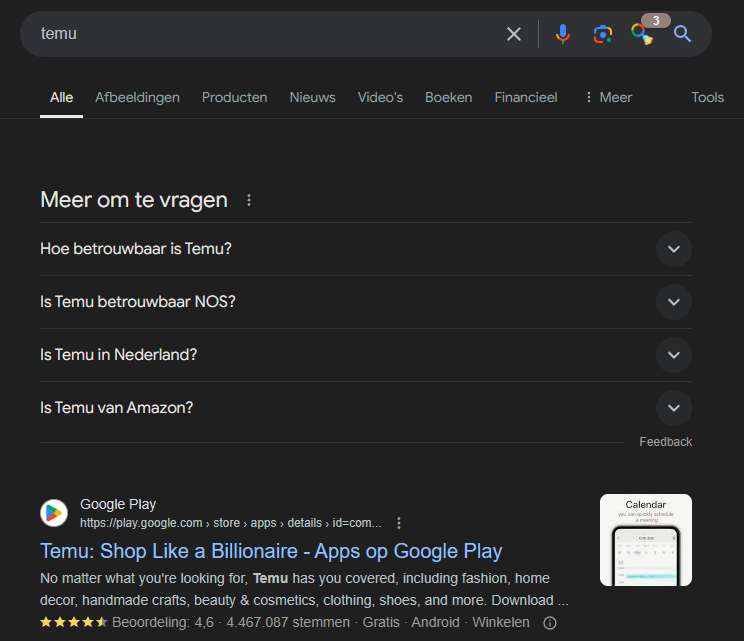 temu
3
Alle Afbeeldingen Producten Nieuws Video's Boeken Financieel Meer Tools
Meer om te vragen
Hoe betrouwbaar is Temu?
Is Temu betrouwbaar NOS?
Is Temu in Nederland?
Is Temu van Amazon?
Feedback
Google Play
https://play.google.com › store › apps › details › id=com...
Temu: Shop Like a Billionaire - Apps op Google Play
No matter what you're looking for, Temu has you covered, including fashion, home
decor, handmade crafts, beauty & cosmetics, clothing, shoes, and more. Download ...
Beoordeling: 4,6 · 4.467.087 stemmen · Gratis · Android · Winkelen
Calendar
you can quickly schedule
a meeting